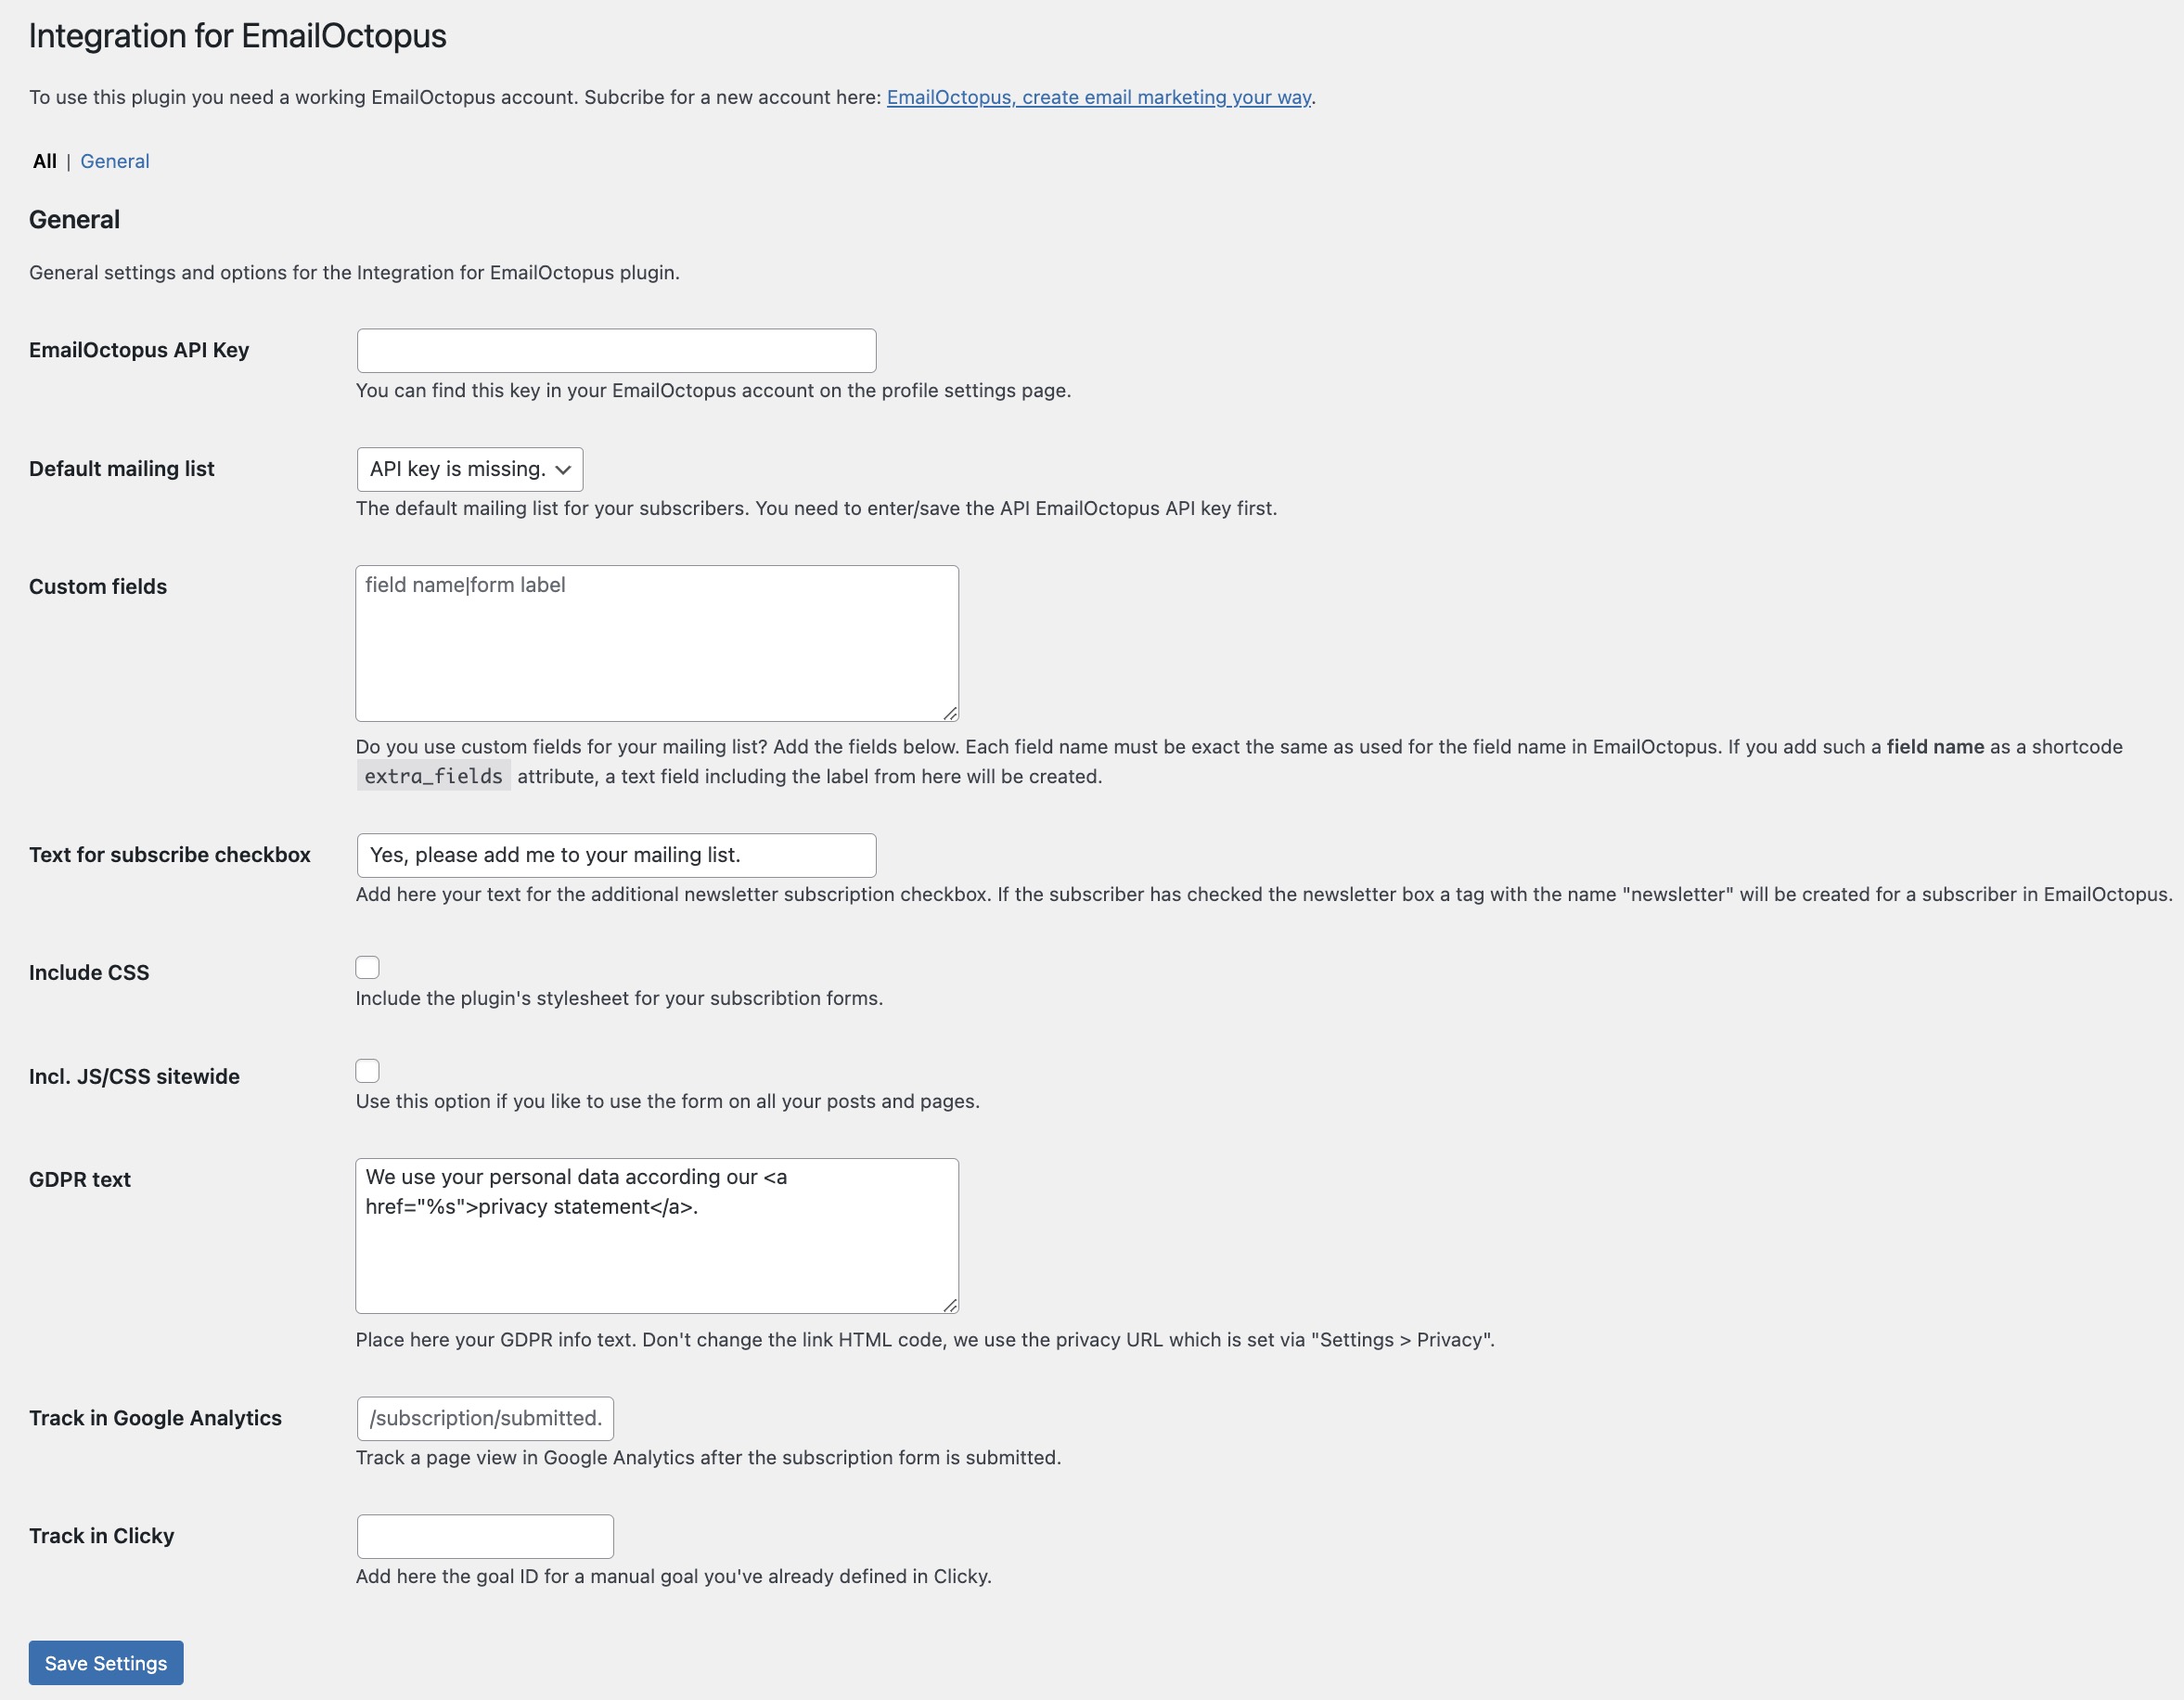 Integration for EmailOctopus
To use this plugin you need a working EmailOctopus account. Subcribe for a new account here: EmailOctopus, create email marketing your way.
All | General
General
General settings and options for the Integration for EmailOctopus plugin.
EmailOctopus API Key
You can find this key in your EmailOctopus account on the profile settings page.
Default mailing list
API key is missing.
The default mailing list for your subscribers. You need to enter/save the API EmailOctopus API key first.
Custom fields
field name|form label
Do you use custom fields for your mailing list? Add the fields below. Each field name must be exact the same as used for the field name in EmailOctopus. If you add such a field name as a shortcode
extra_fields attribute, a text field including the label from here will be created.
Text for subscribe checkbox
Yes, please add me to your mailing list.
Add here your text for the additional newsletter subscription checkbox. If the subscriber has checked the newsletter box a tag with the name "newsletter" will be created for a subscriber in EmailOctopus.
Include CSS
Include the plugin's stylesheet for your subscribtion forms.
Incl. JS/CSS sitewide
Use this option if you like to use the form on all your posts and pages.
GDPR text
We use your personal data according our <a
href="%s">privacy statement</a>.
Place here your GDPR info text. Don't change the link HTML code, we use the privacy URL which is set via "Settings > Privacy".
Track in Google Analytics
/subscription/submitted.
Track a page view in Google Analytics after the subscription form is submitted.
Track in Clicky
Add here the goal ID for a manual goal you've already defined in Clicky.
Save Settings